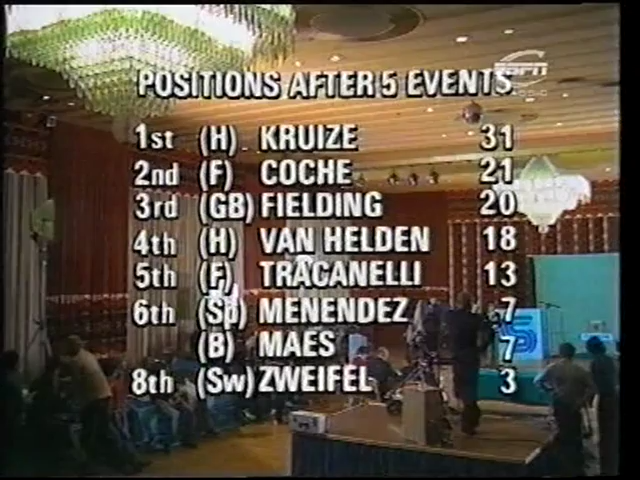 ESPN
POSITIONS AFTER 5 EVENTS
1st (H) KRUIZE 31
2nd (F) COCHE 21
3rd (GB) FIELDING 20
4th (H) VAN HELDEN 18
5th (F) TRACANELLI 13
6th (Sp) MENENDEZ 7
(B) MAES 7
8th (Sw) ZWEIFEL 3